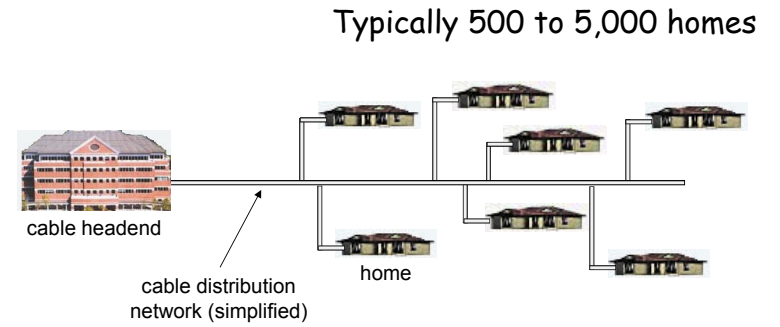 Typically 500 to 5,000 homes
cable headend
home
cable distribution
network (simplified)